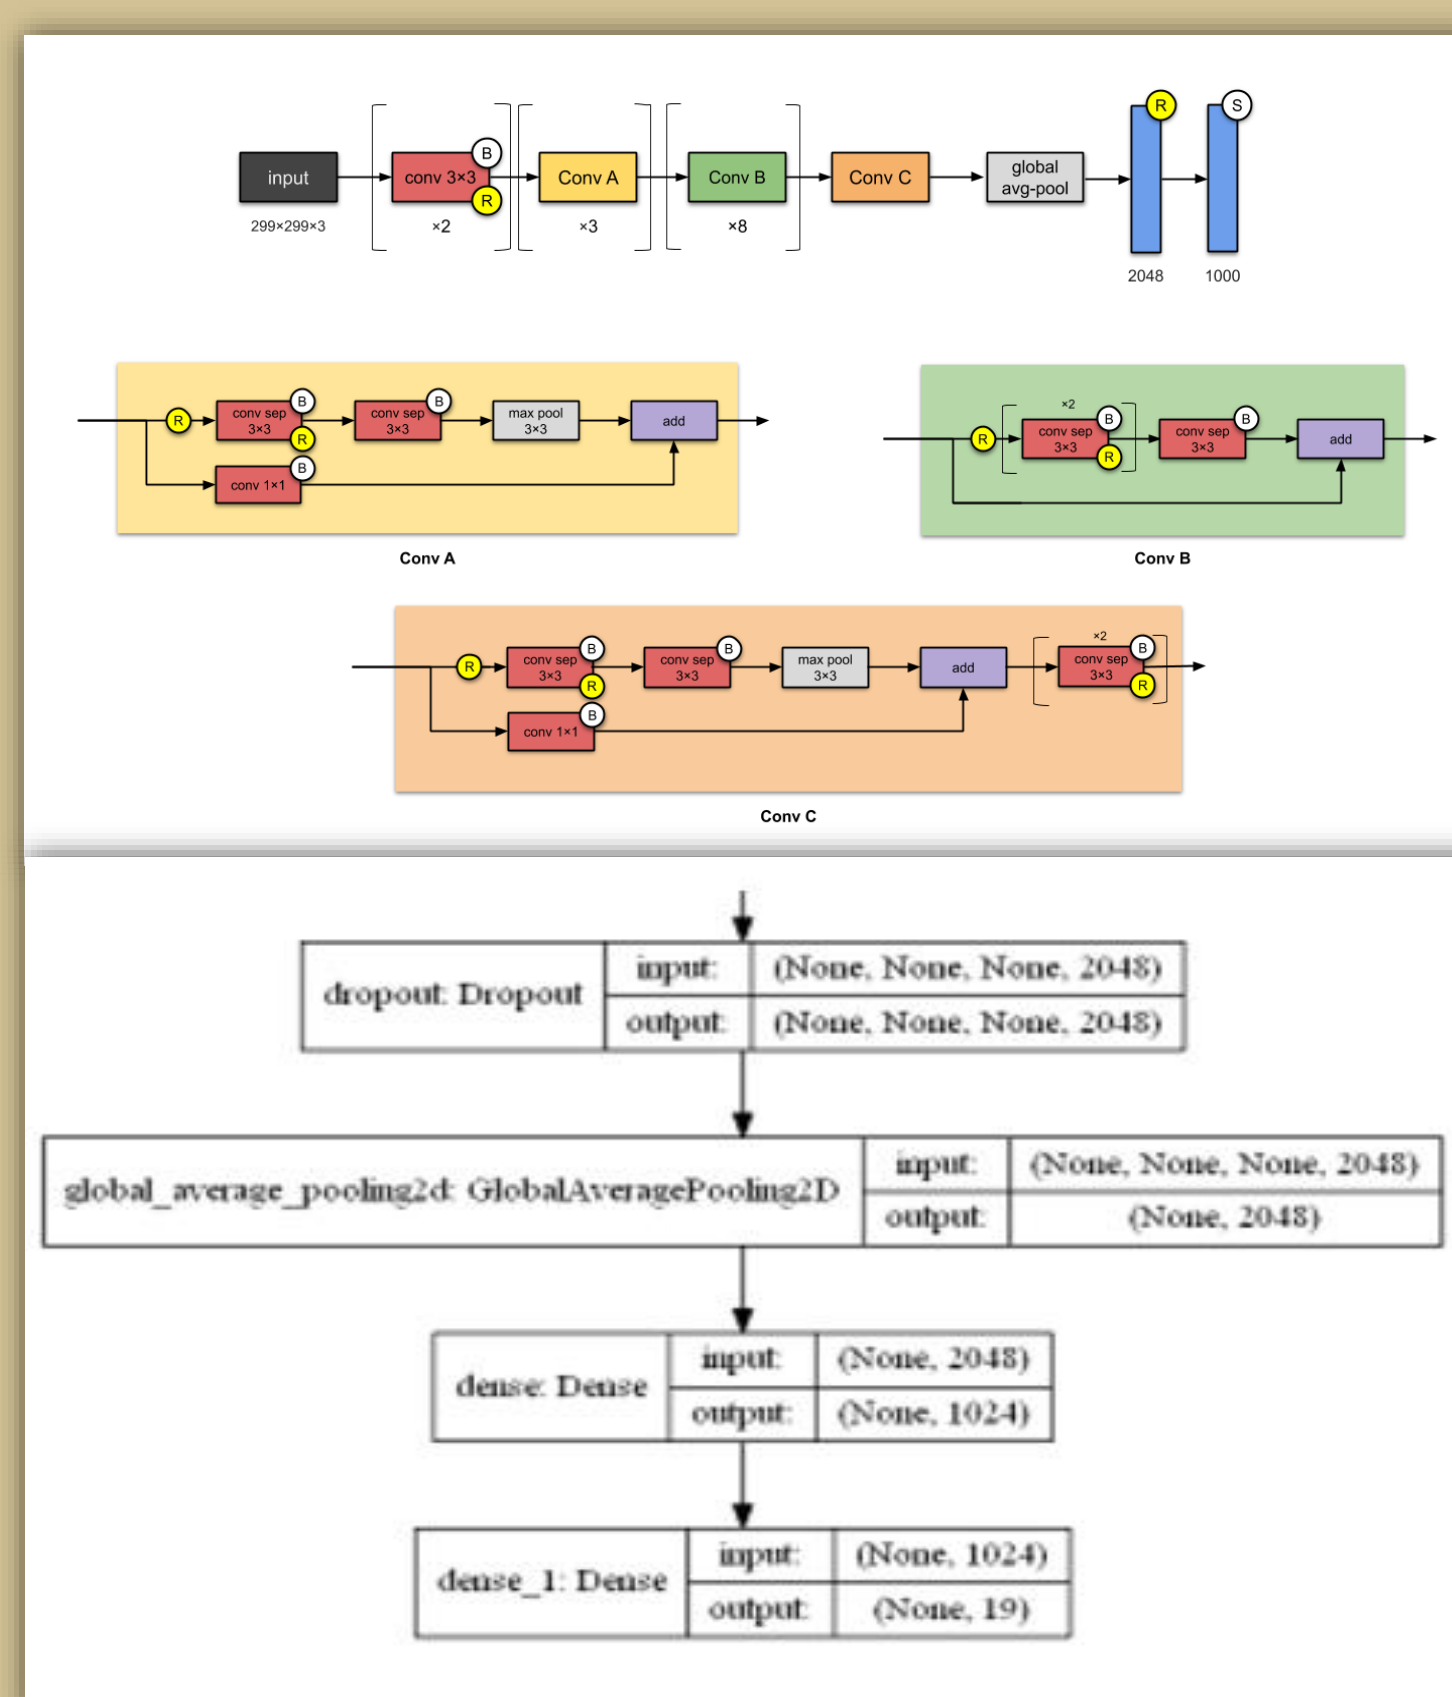 input
299×299×3
conv 3×3
B
R
×2
Conv A
×3
Conv B
×8
Conv C
global
avg-pool
R
2048
S
1000
R
conv sep
3×3
B
R
conv sep
3×3
B
max pool
3×3
add
conv 1×1
B
Conv A
R
×2
conv sep
3×3
B
R
conv sep
3×3
B
add
Conv B
R
conv sep
3×3
B
R
conv sep
3×3
B
max pool
3×3
add
×2
conv sep
3×3
B
R
conv 1×1
B
Conv C
dropout: Dropout
input:
(None, None, None, 2048)
output:
(None, None, None, 2048)
global_average_pooling2d: GlobalAveragePooling2D
input:
(None, None, None, 2048)
output:
(None, 2048)
dense: Dense
input:
(None, 2048)
output:
(None, 1024)
dense_1: Dense
input:
(None, 1024)
output:
(None, 19)